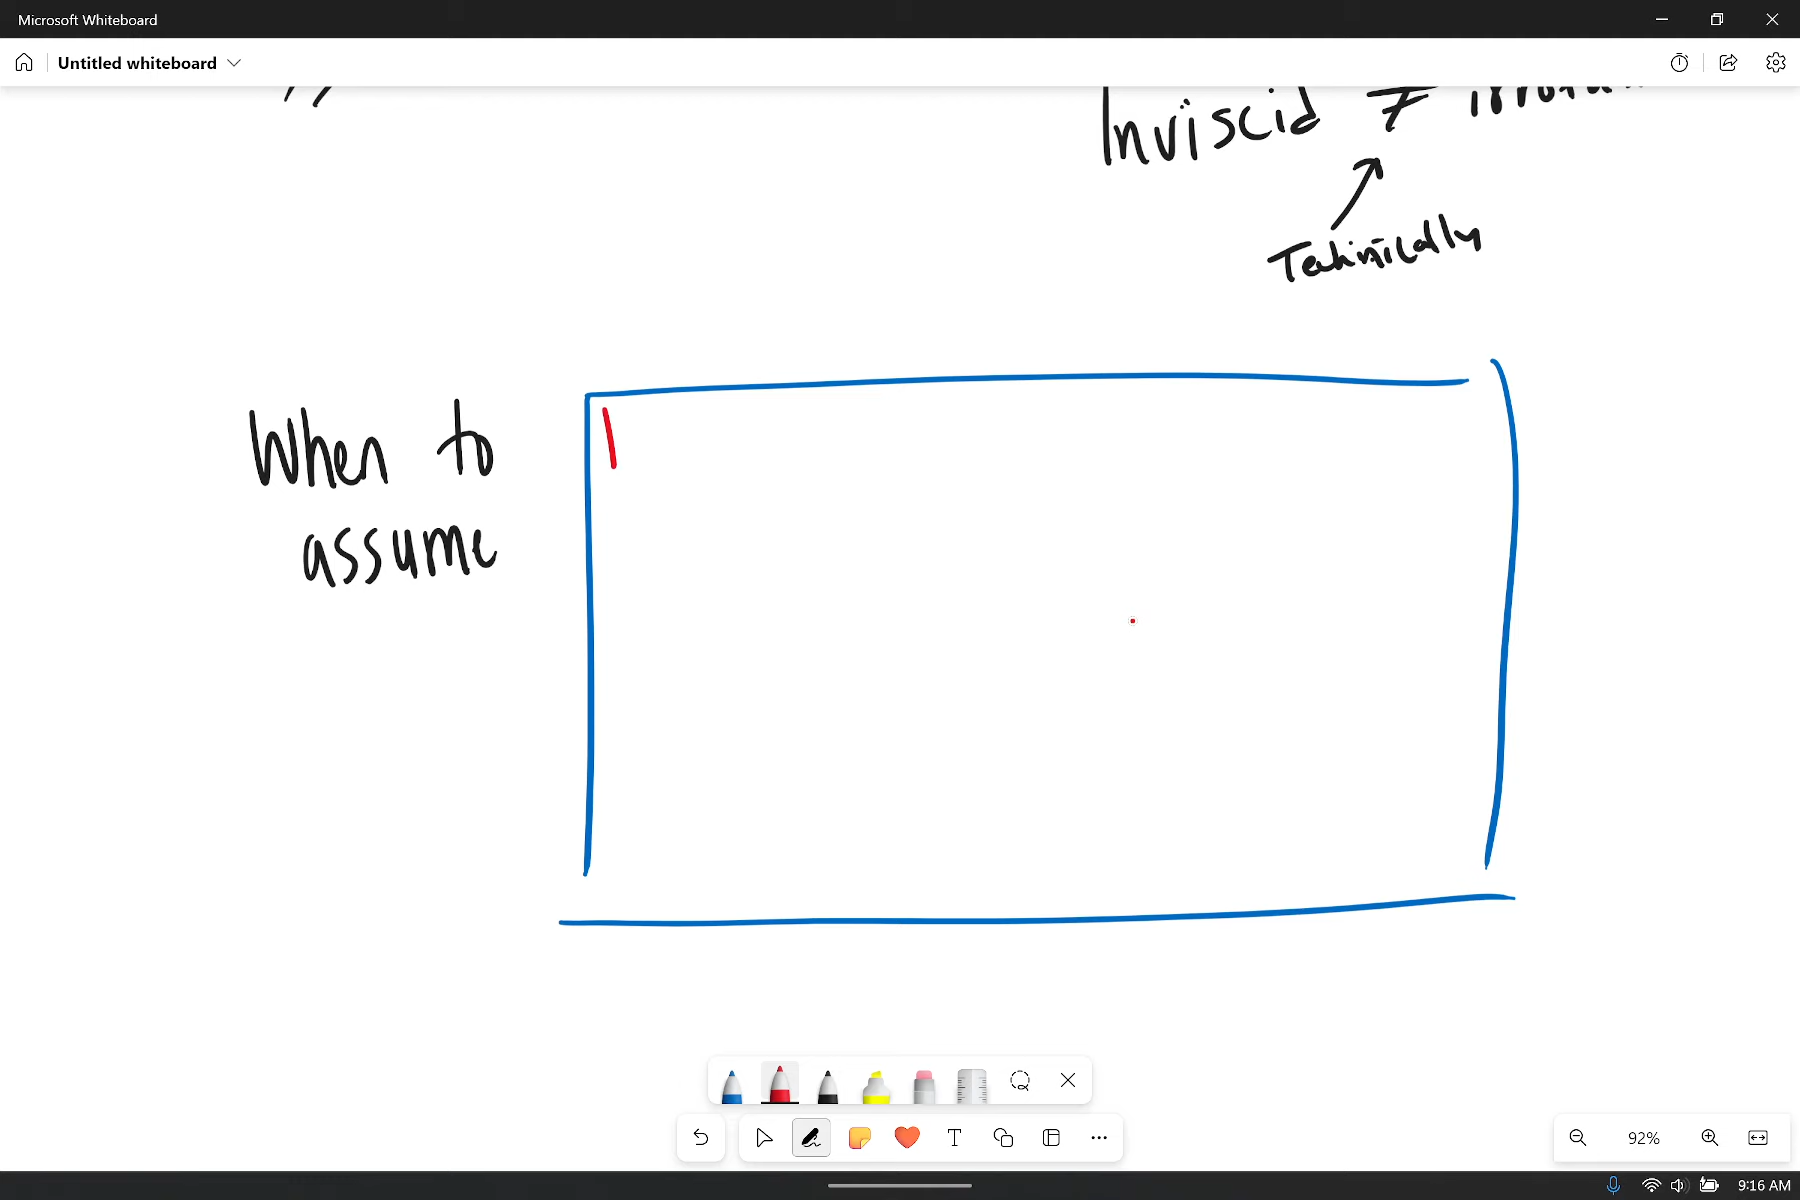 Microsoft Whiteboard
Untitled whiteboard
Inviscid ≠
Technically
When to
assume
92%
9:16 AM